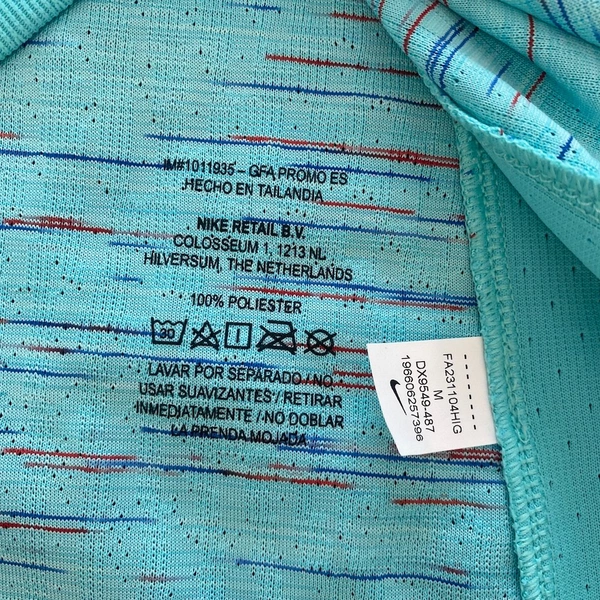 IM#1011935 – GFA PROMO ES
HECHO EN TAILANDIA
NIKE RETAIL B.V.
COLOSSEUM 1, 1213 NL
HILVERSUM, THE NETHERLANDS
100% POLIESTER
30
LAVAR POR SEPARADO / NO
USAR SUAVIZANTES / RETIRAR
INMEDIATAMENTE / NO DOBLAR
LA PRENDA MOJADA
FA231104HIG
M
DX9549-487
196606257396